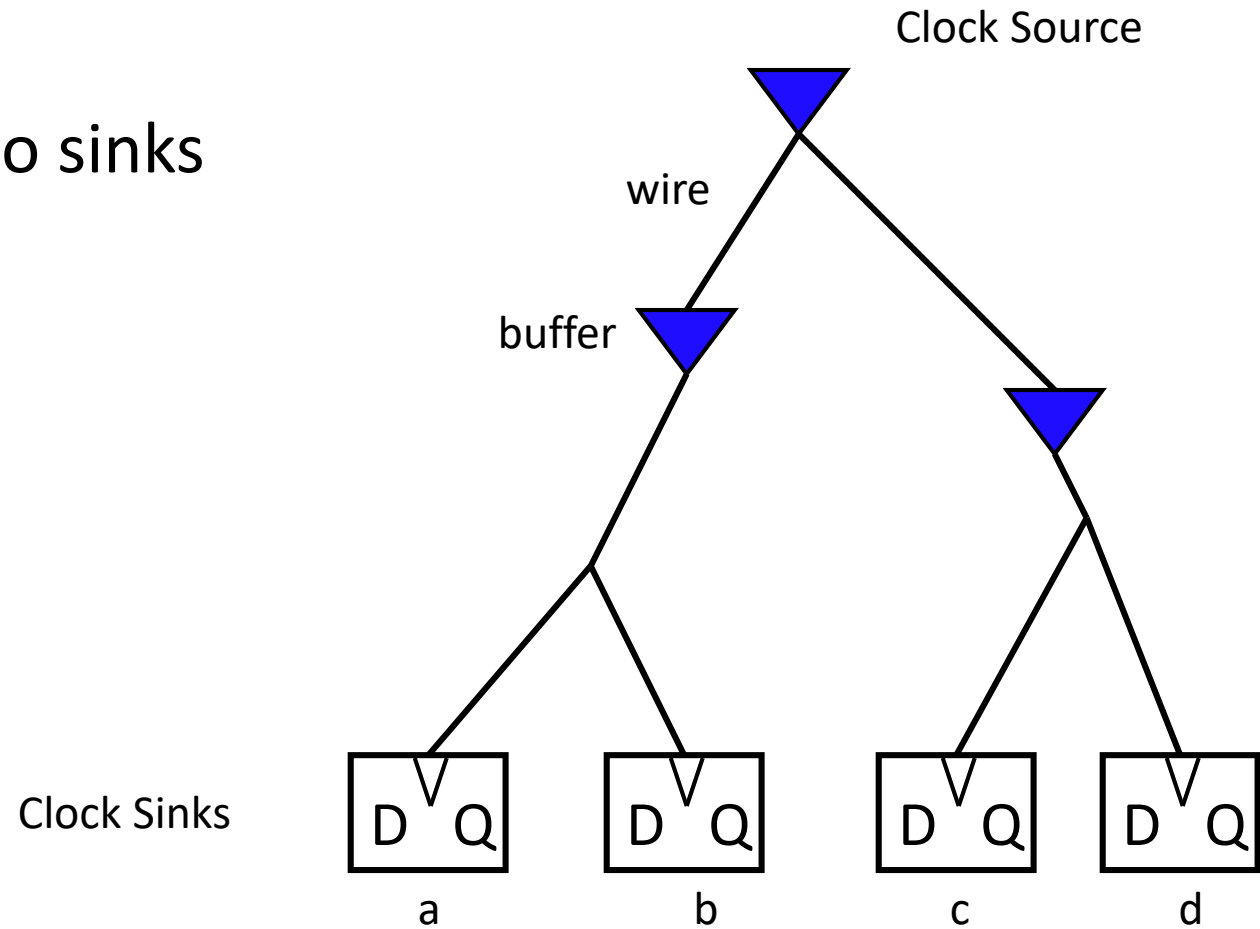 Clock Source
o sinks
wire
buffer
Clock Sinks
D Q
D Q
D Q
D Q
a
b
c
d